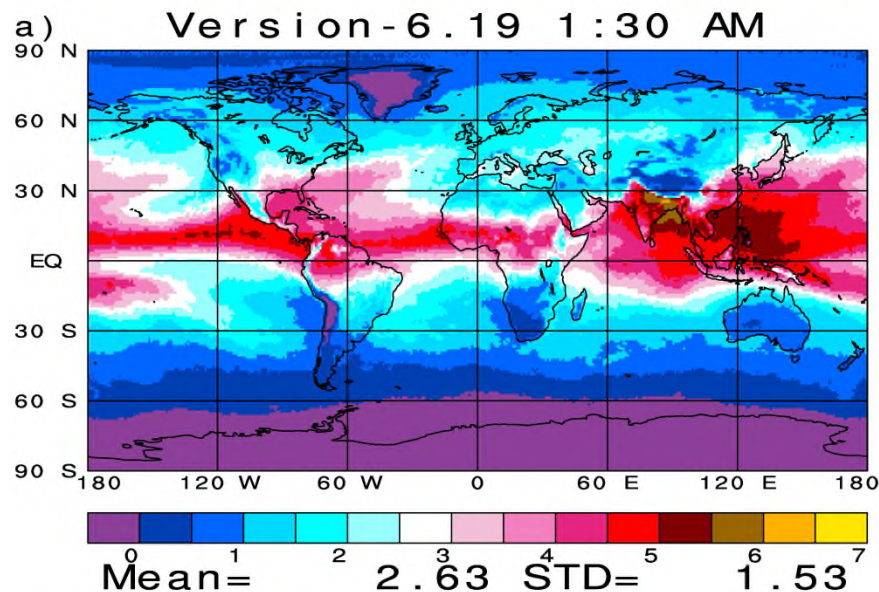 a) Version-6.19 1:30 AM
90 N
60 N
30 N
EQ
30 S
60 S
90 S
180 120 W 60 W 0 60 E 120 E 180
0 1 2 3 4 5 6 7
Mean= 2.63 STD= 1.53